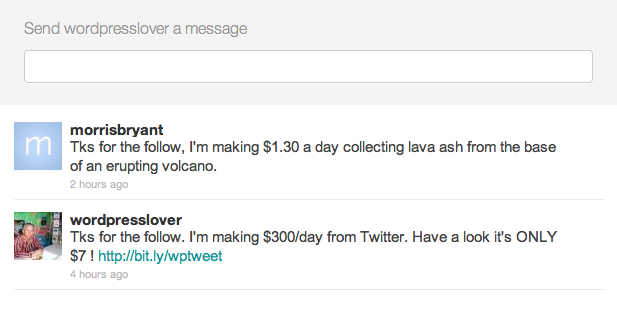 Send wordpresslover a message
m
morrisbryant
Tks for the follow, I'm making $1.30 a day collecting lava ash from the base
of an erupting volcano.
2 hours ago
wordpresslover
Tks for the follow. I'm making $300/day from Twitter. Have a look it's ONLY
$7 ! http://bit.ly/wptweet
4 hours ago